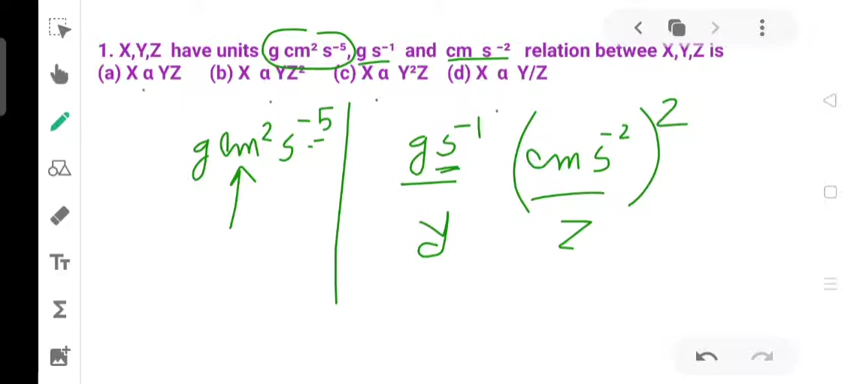 1. X,Y,Z have units g cm² s⁻⁵, g s⁻¹ and cm s ⁻² relation betwee X,Y,Z is
(a) X α YZ (b) X α YZ² (c) X α Y²Z (d) X α Y/Z
g cm² s⁻⁵ | g s⁻¹ (cm s⁻²)²
y z
Tт
Σ